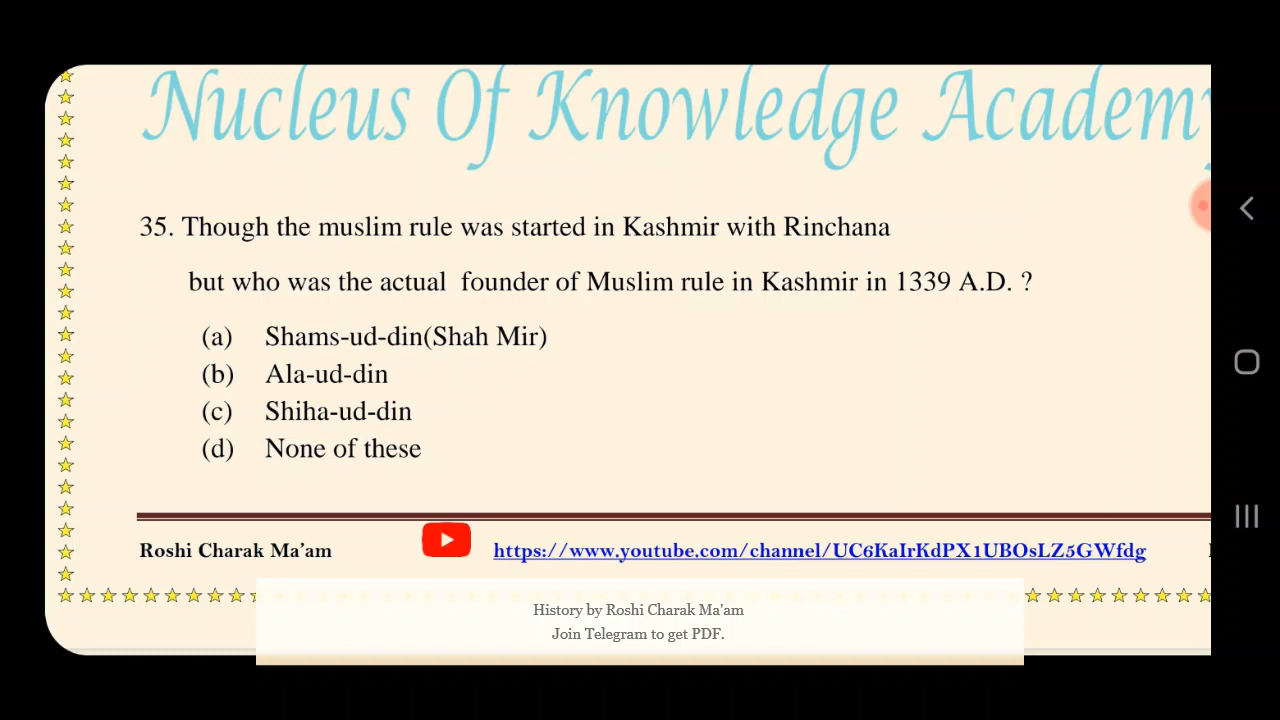 Nucleus Of Knowledge Academy
35. Though the muslim rule was started in Kashmir with Rinchana
but who was the actual founder of Muslim rule in Kashmir in 1339 A.D. ?
(a) Shams-ud-din(Shah Mir)
(b) Ala-ud-din
(c) Shiha-ud-din
(d) None of these
Roshi Charak Ma’am https://www.youtube.com/channel/UC6KaIrKdPX1UBOsLZ5GWfdg
History by Roshi Charak Ma'am
Join Telegram to get PDF.